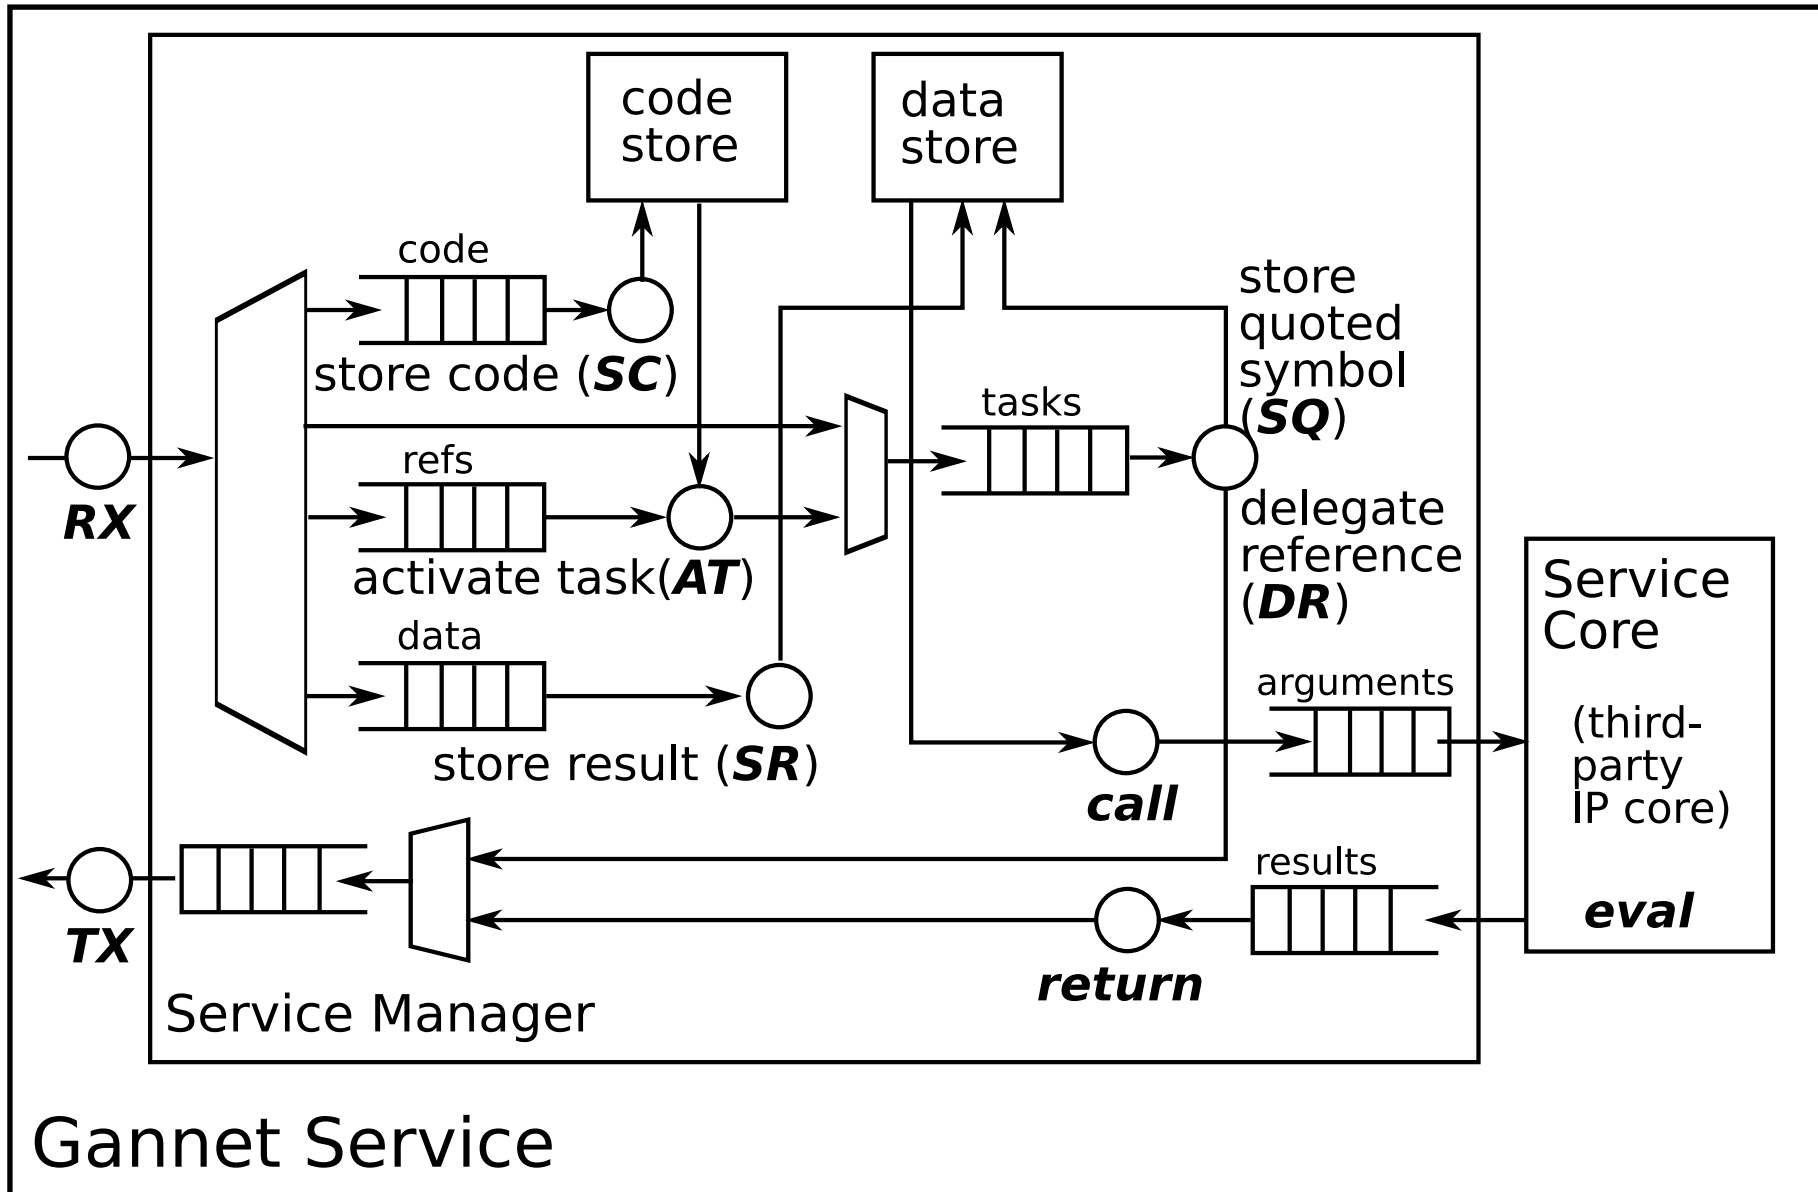 code
store
data
store
code
store code (SC)
store
quoted
symbol
(SQ)
tasks
refs
RX
activate task(AT)
delegate
reference
(DR)
data
store result (SR)
Service
Core
(third-
party
IP core)
eval
arguments
call
results
return
TX
Service Manager
Gannet Service